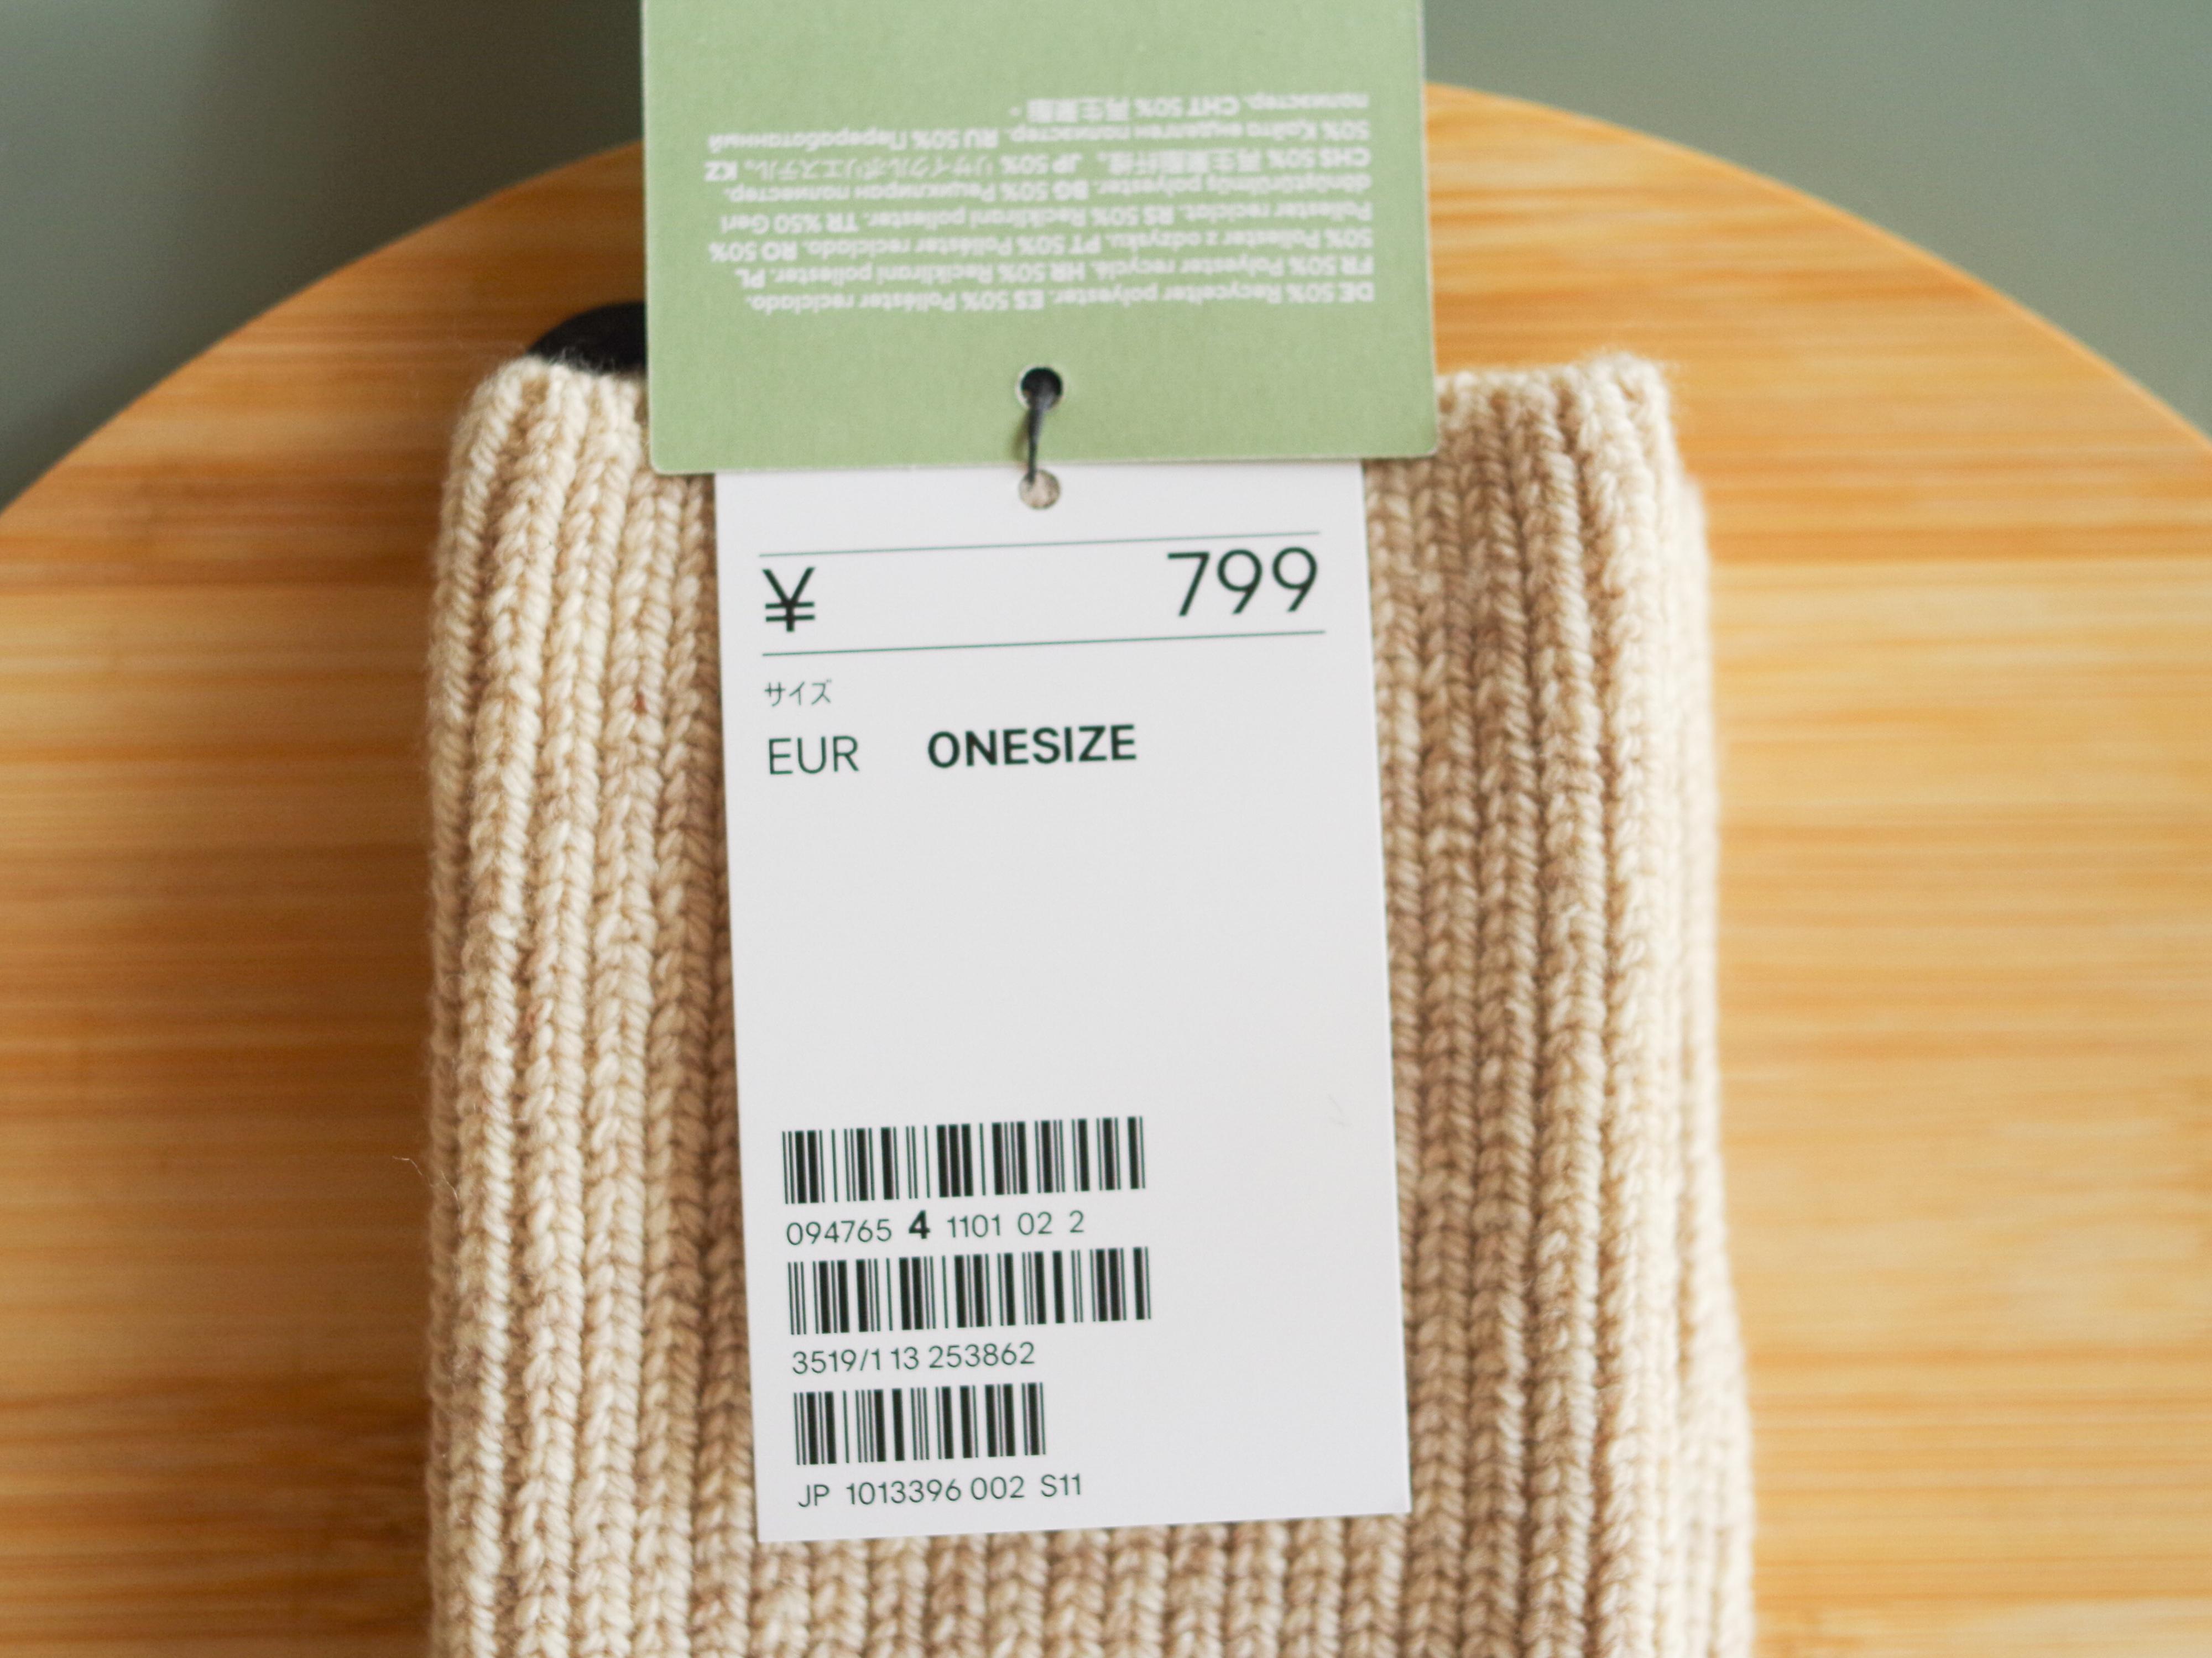 DE 50% Recycelter polyester. ES 50% Poliéster reciclado.
FR 50% Polyester recyclé. HR 50% Reciklirani poliester. PL
50% Poliester z odzysku. PT 50% Poliéster reciclado. RO 50%
Poliester reciclat. RS 50% Reciklirani poliester. TR %50 Geri
dönüştürülmüş polyester. BG 50% Рециклиран полиестер.
CHS 50% 再生聚酯纤维。 JP 50% リサイクルポリエステル。KZ
50% Қайта өңделген полиэстер. RU 50% Переработанный
полиэстер. CHT 50% 再生聚酯。
¥ 799
サイズ
EUR ONESIZE
094765 4 1101 02 2
3519/1 13 253862
JP 1013396 002 S11